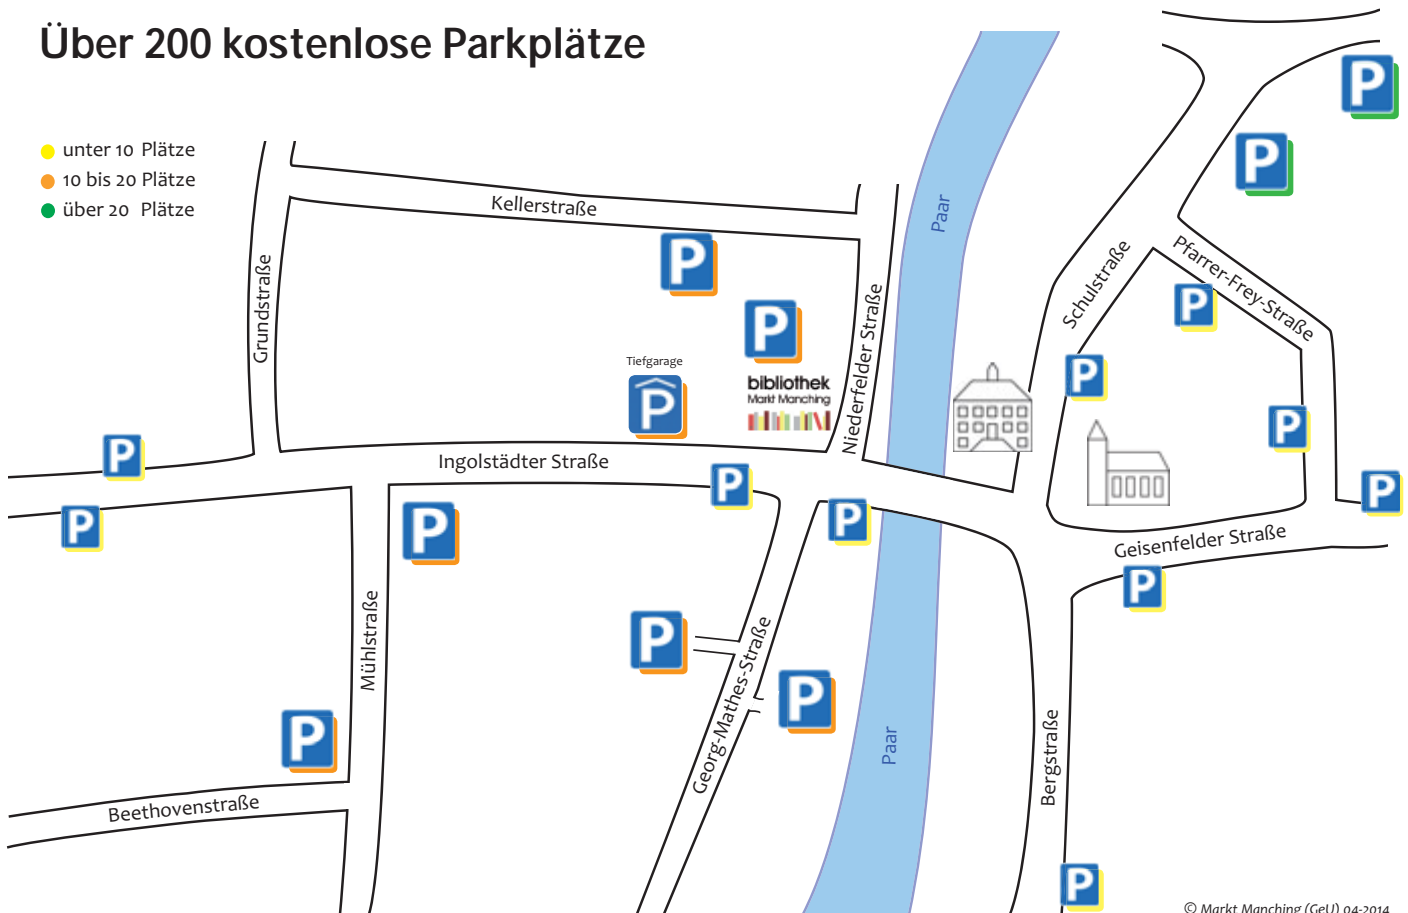 Über 200 kostenlose Parkplätze
unter 10 Plätze
10 bis 20 Plätze
über 20 Plätze
Kellerstraße
Grundstraße
Niederfelder Straße
Paar
Schulstraße
Pfarrer-Frey-Straße
P
P
P
P
P
P
P
Tiefgarage
P
bibliothek
Markt Manching
Ingolstädter Straße
P
P
P
P
P
P
P
Geisenfelder Straße
P
Mühlstraße
P
Georg-Mathes-Straße
P
Paar
Bergstraße
P
Beethovenstraße
P
© Markt Manching (GeU) 04-2014